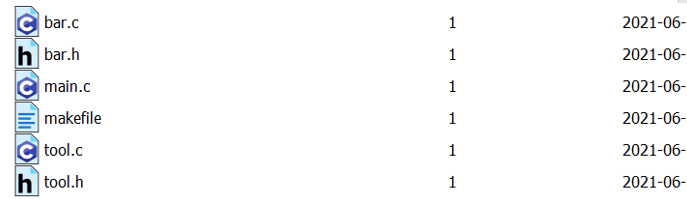 bar.c 1 2021-06-
bar.h 1 2021-06-
main.c 1 2021-06-
makefile 1 2021-06-
tool.c 1 2021-06-
tool.h 1 2021-06-